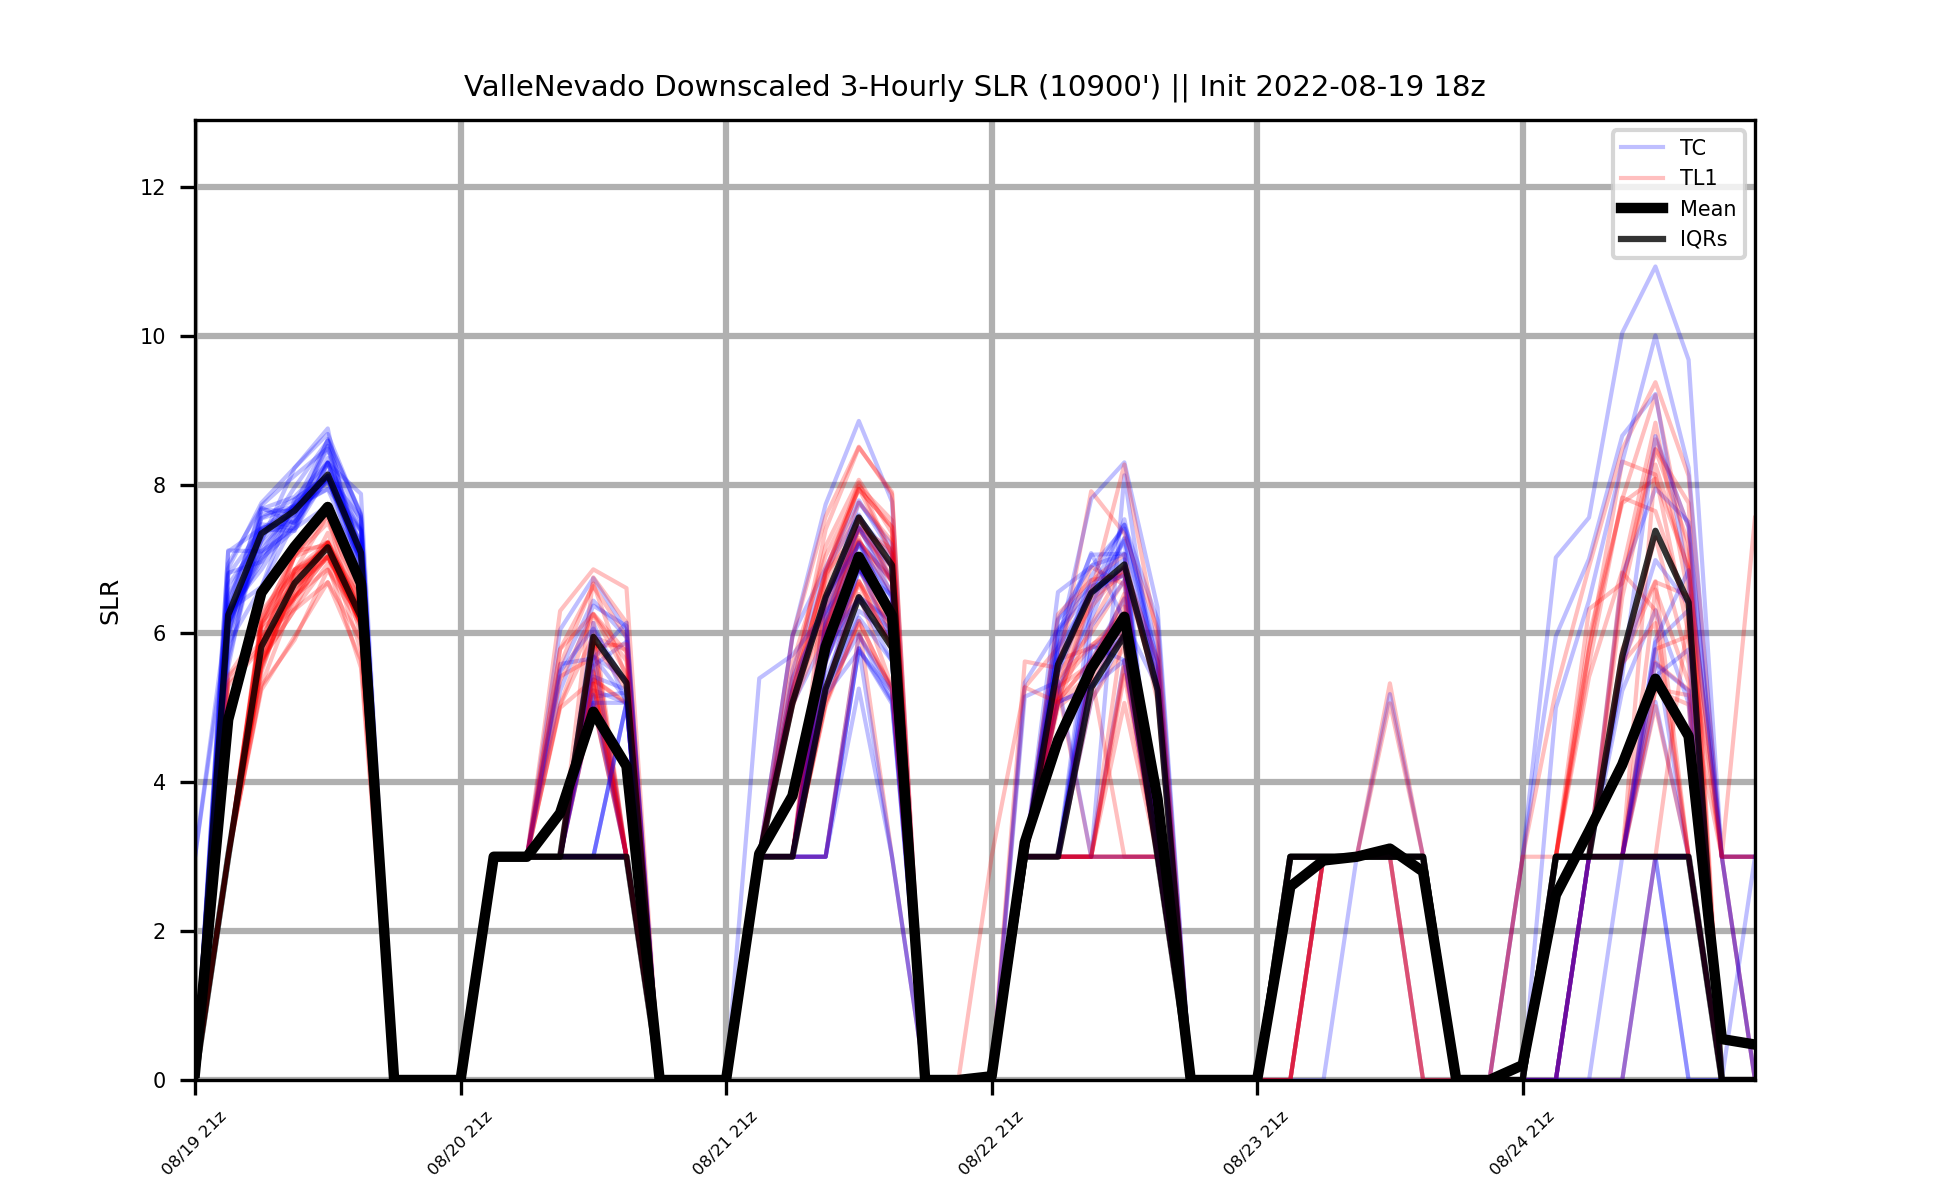 ValleNevado Downscaled 3-Hourly SLR (10900') || Init 2022-08-19 18z
TC
TL1
Mean
IQRs
SLR
12
10
8
6
4
2
0
08/19 21z
08/20 21z
08/21 21z
08/22 21z
08/23 21z
08/24 21z